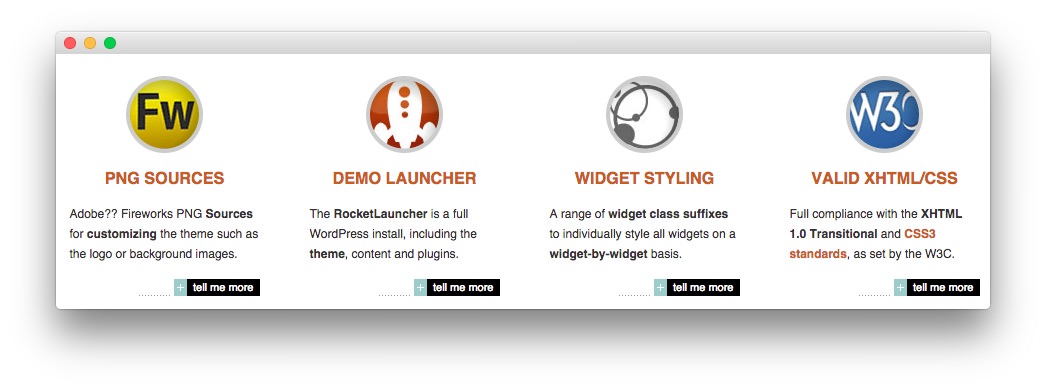 Fw
W3C
PNG SOURCES
DEMO LAUNCHER
WIDGET STYLING
VALID XHTML/CSS
Adobe?? Fireworks PNG Sources
for customizing the theme such as
the logo or background images.
+ tell me more
The RocketLauncher is a full
WordPress install, including the
theme, content and plugins.
+ tell me more
A range of widget class suffixes
to individually style all widgets on a
widget-by-widget basis.
+ tell me more
Full compliance with the XHTML
1.0 Transitional and CSS3
standards, as set by the W3C.
+ tell me more